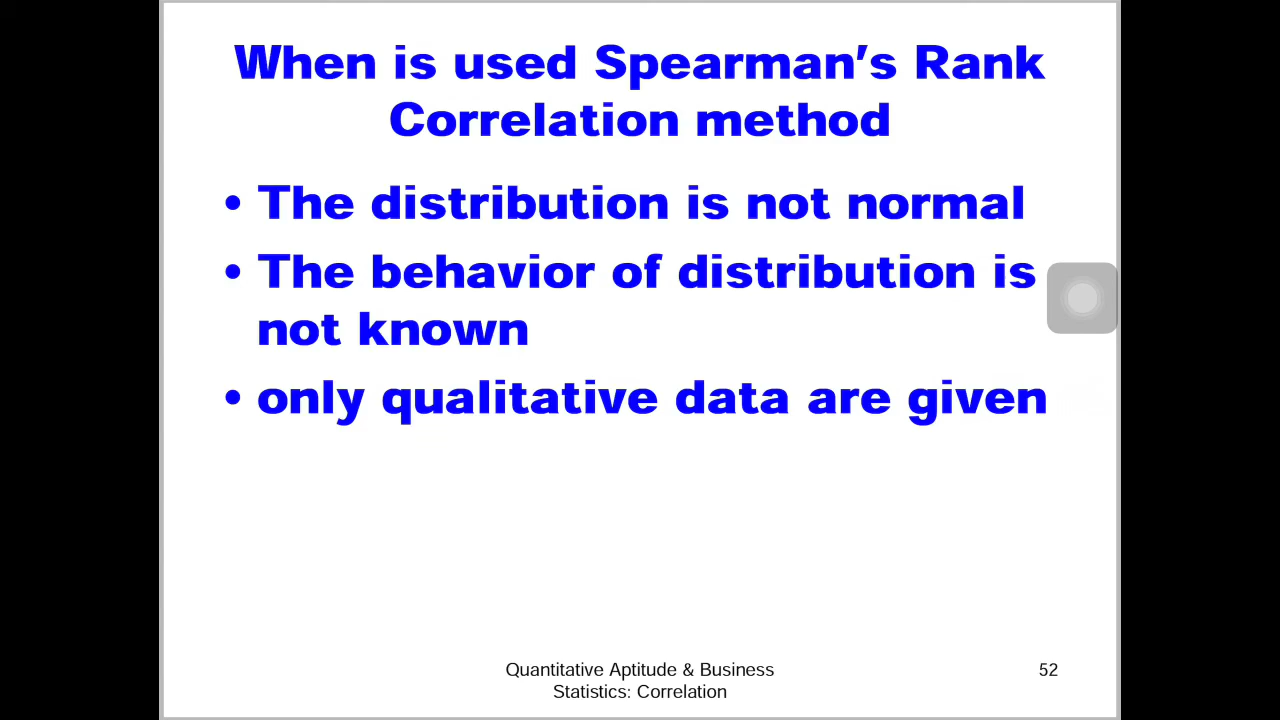 When is used Spearman’s Rank
Correlation method
• The distribution is not normal
• The behavior of distribution is
not known
• only qualitative data are given
Quantitative Aptitude & Business
Statistics: Correlation
52